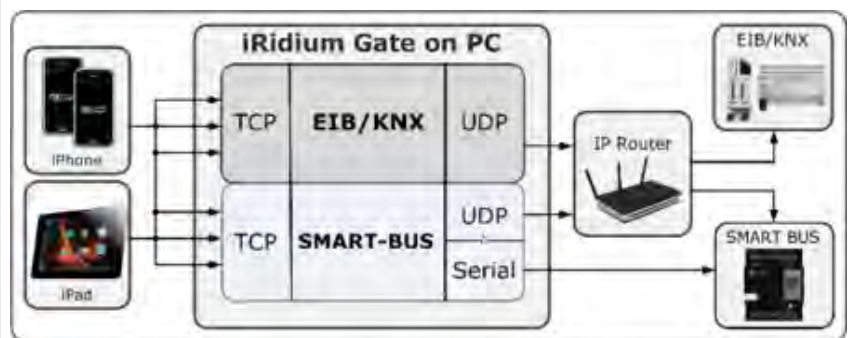 iRidium Gate on PC
iPhone
iPad
TCP
EIB/KNX
UDP
TCP
SMART-BUS
UDP
Serial
IP Router
EIB/KNX
SMART BUS